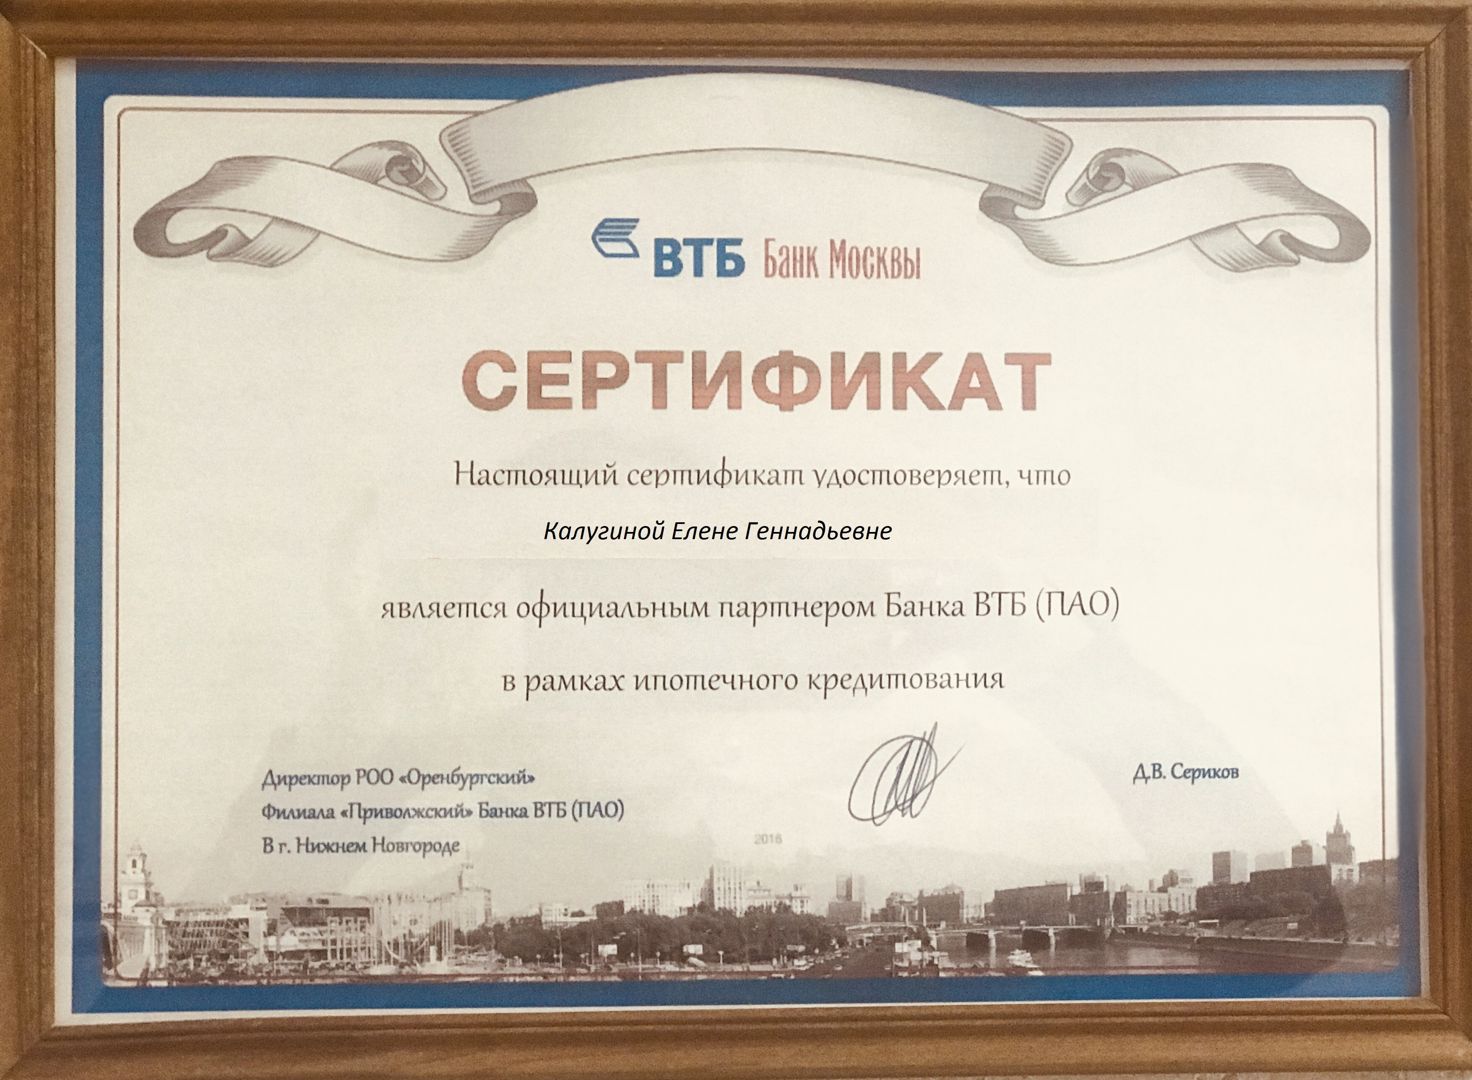 ВТБ Банк Москвы
СЕРТИФИКАТ
Настоящий сертификат удостоверяет, что
Калугиной Елене Геннадьевне
является официальным партнером Банка ВТБ (ПАО)
в рамках ипотечного кредитования
Директор РОО «Оренбургский»
Филиала «Приволжский» Банка ВТБ (ПАО)
В г. Нижнем Новгороде
Д.В. Сериков
2016